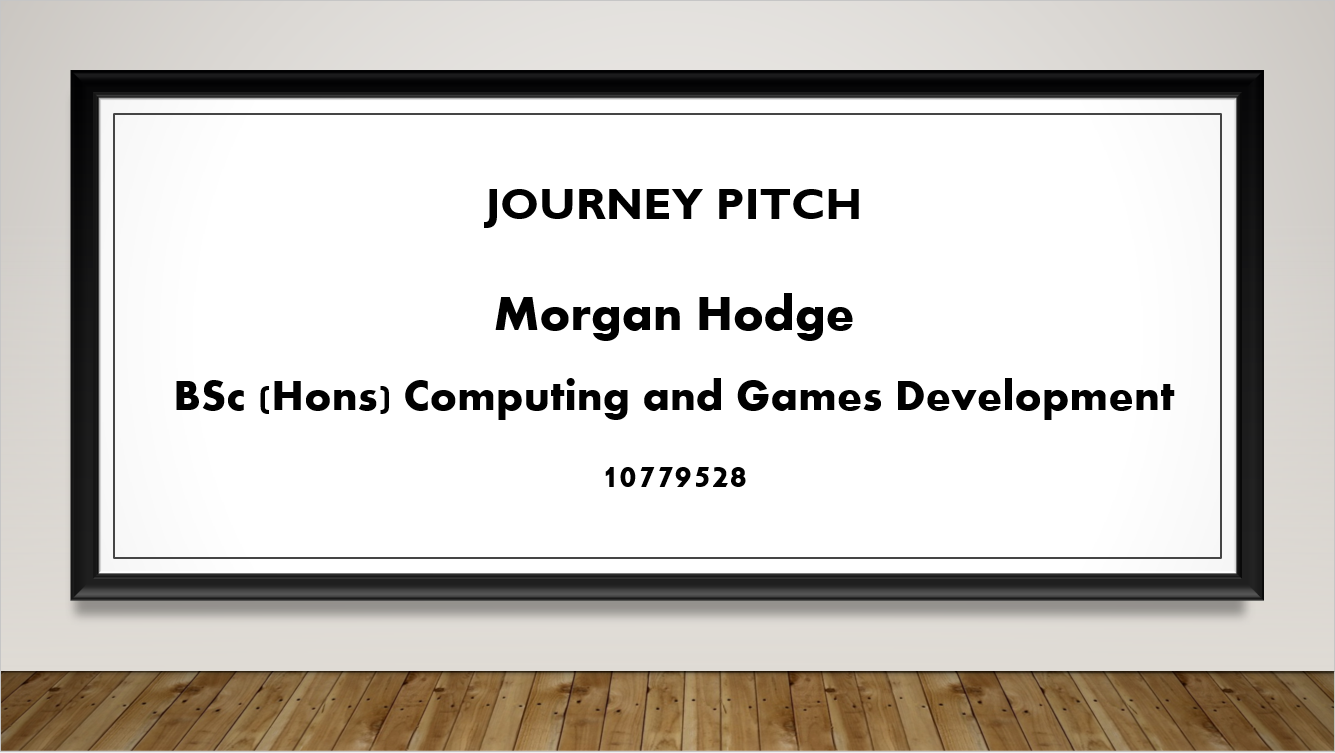 JOURNEY PITCH
Morgan Hodge
BSc (Hons) Computing and Games Development
10779528